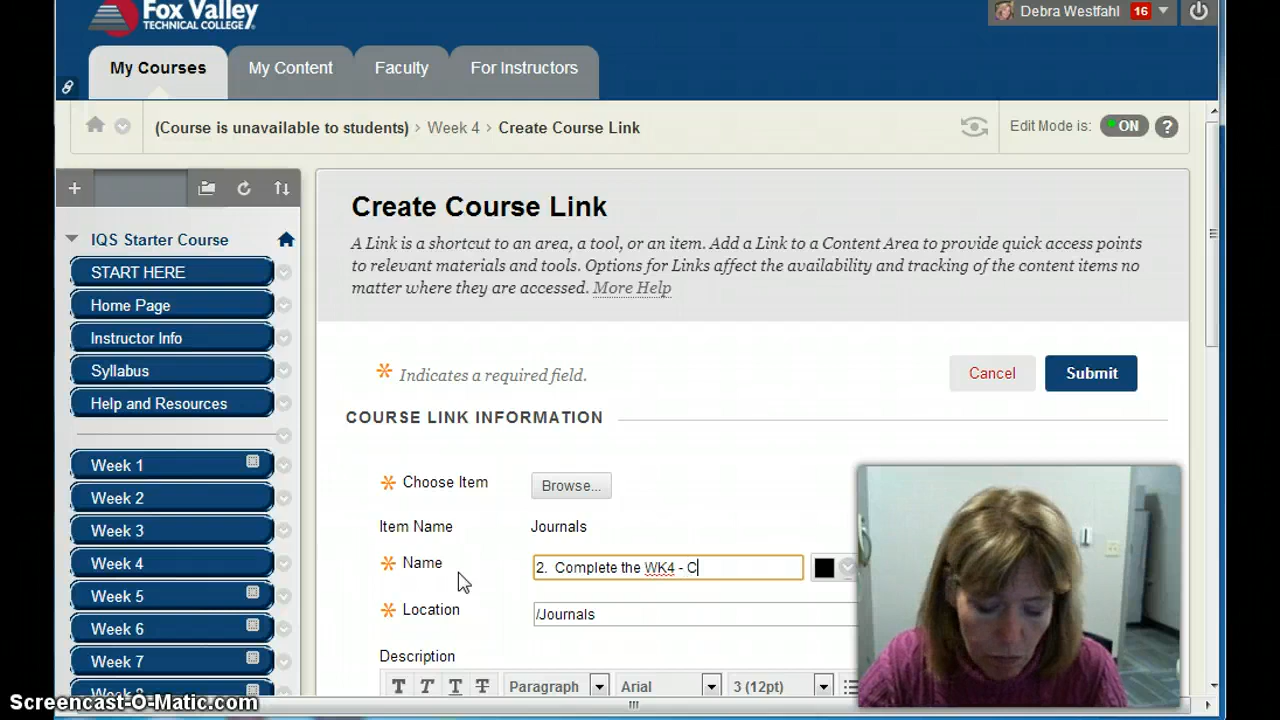 Fox Valley
TECHNICAL COLLEGE
Debra Westfahl 16
My Courses My Content Faculty For Instructors
(Course is unavailable to students) > Week 4 > Create Course Link
Edit Mode is: ON ?
IQS Starter Course
START HERE
Home Page
Instructor Info
Syllabus
Help and Resources
Week 1
Week 2
Week 3
Week 4
Week 5
Week 6
Week 7
Create Course Link
A Link is a shortcut to an area, a tool, or an item. Add a Link to a Content Area to provide quick access points
to relevant materials and tools. Options for Links affect the availability and tracking of the content items no
matter where they are accessed. More Help
* Indicates a required field.
Cancel Submit
COURSE LINK INFORMATION
* Choose Item Browse...
Item Name Journals
* Name 2. Complete the WK4 - C
* Location /Journals
Description
T T T T Paragraph Arial 3 (12pt)
Screencast-O-Matic.com